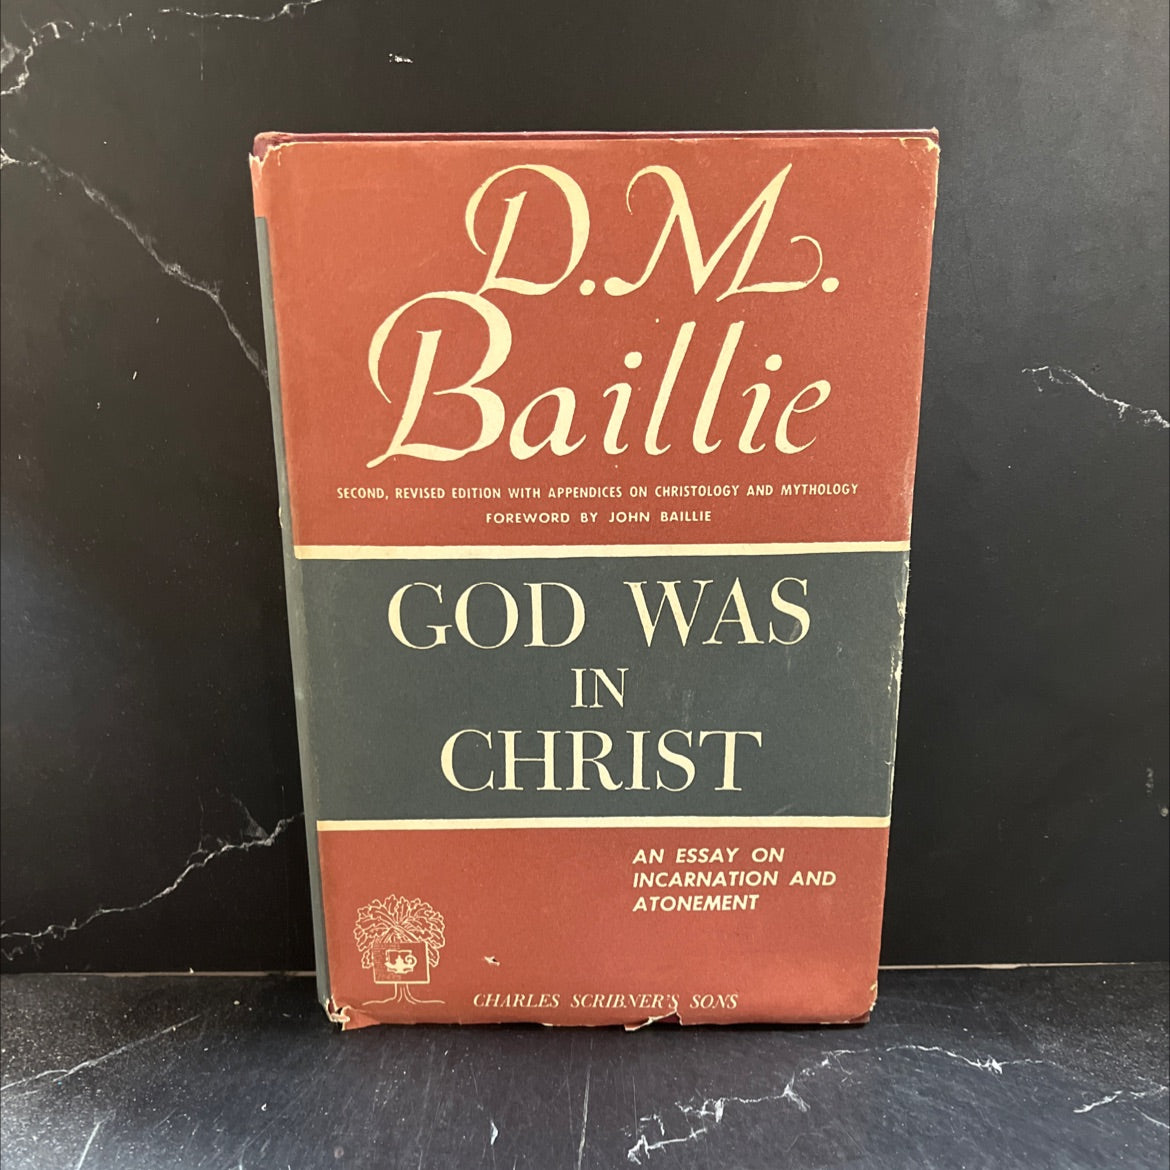 D. M.
Baillie
SECOND, REVISED EDITION WITH APPENDICES ON CHRISTOLOGY AND MYTHOLOGY
FOREWORD BY JOHN BAILLIE
GOD WAS
IN
CHRIST
AN ESSAY ON
INCARNATION AND
ATONEMENT
CHARLES SCRIBNER'S SONS